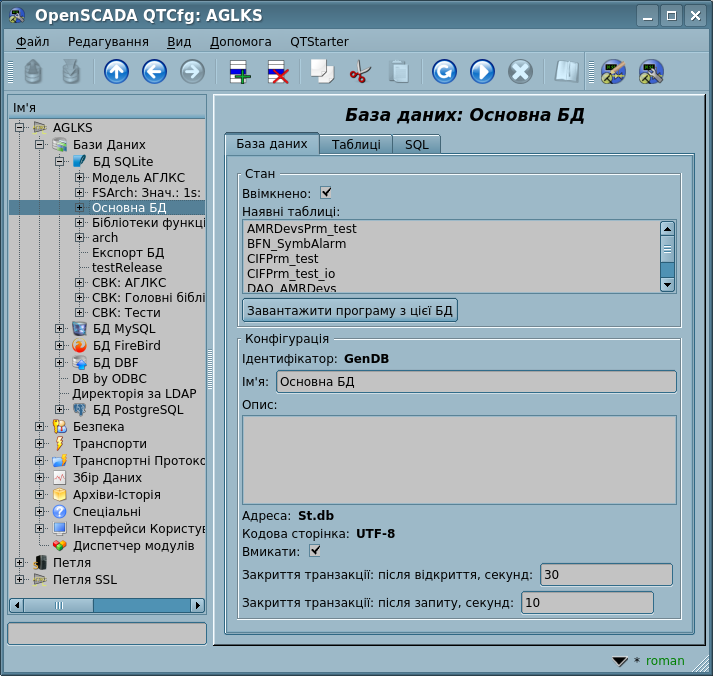 OpenSCADA QTCfg: AGLKS
Файл Редагування Вид Допомога QTStarter
Ім'я
AGLKS
Бази Даних
БД SQLite
Модель АГЛКС
FSArch: Знач.: 1s:
Основна БД
Бібліотеки функці
arch
Експорт БД
testRelease
СВК: АГЛКС
СВК: Головні бібліо
СВК: Тести
БД MySQL
БД FireBird
БД DBF
DB by ODBC
Директорія за LDAP
БД PostgreSQL
Безпека
Транспорти
Транспортні Протоко
Збір Даних
Архіви-Історія
Спеціальні
Інтерфейси Користув
Диспетчер модулів
Петля
Петля SSL
База даних: Основна БД
База даних Таблиці SQL
Стан
Ввімкнено:
Наявні таблиці:
AMRDevsPrm_test
BFN_SymbAlarm
CIFPrm_test
CIFPrm_test_io
DAQ_AMRDevs
Завантажити програму з цієї БД
Конфігурація
Ідентифікатор: GenDB
Ім'я: Основна БД
Опис:
Адреса: St.db
Кодова сторінка: UTF-8
Вмикати:
Закриття транзакції: після відкриття, секунд: 30
Закриття транзакції: після запиту, секунд: 10
* roman